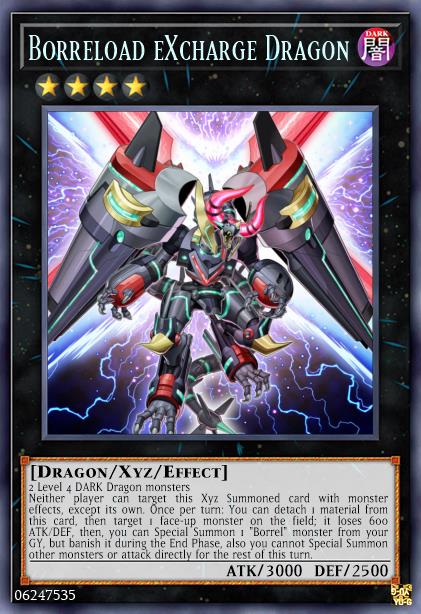 Borreload eXcharge Dragon
DARK
闇
[Dragon/Xyz/Effect]
2 Level 4 DARK Dragon monsters
Neither player can target this Xyz Summoned card with monster
effects, except its own. Once per turn: You can detach 1 material from
this card, then target 1 face-up monster on the field; it loses 600
ATK/DEF, then, you can Special Summon 1 "Borrel" monster from your
GY, but banish it during the End Phase, also you cannot Special Summon
other monsters or attack directly for the rest of this turn.
ATK/3000 DEF/2500
06247535